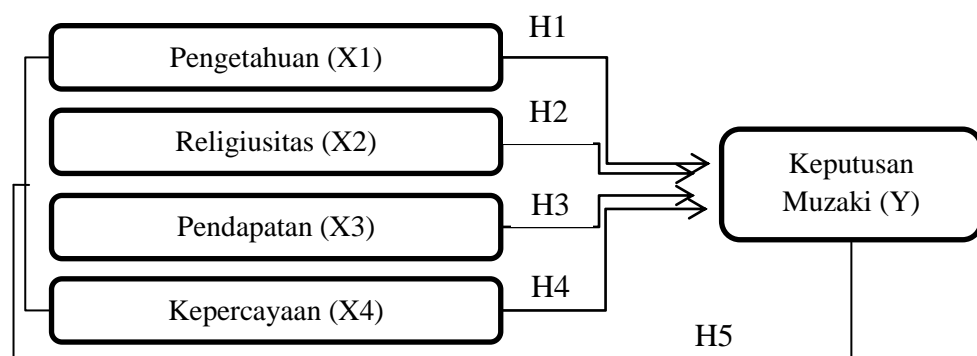 H1
Pengetahuan (X1)
H2
Religiusitas (X2)
Keputusan
Muzaki (Y)
H3
Pendapatan (X3)
H4
Kepercayaan (X4)
H5